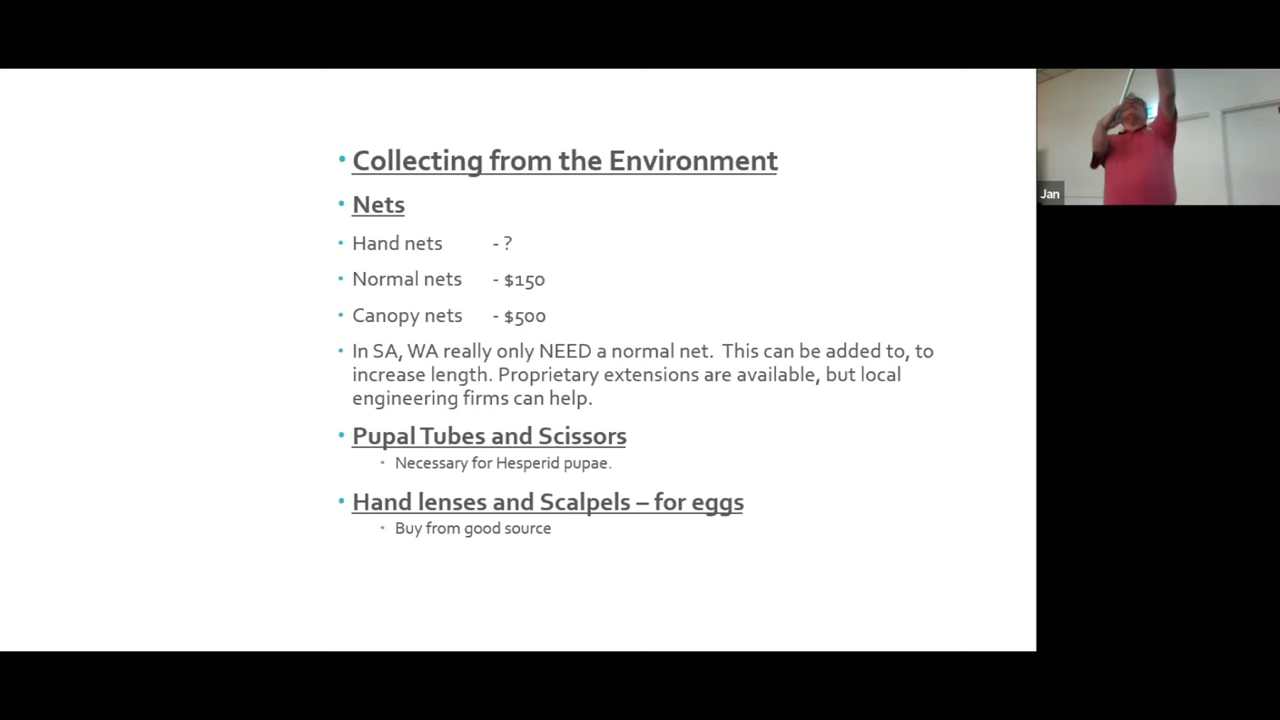 Collecting from the Environment
Nets
Hand nets - ?
Normal nets - $150
Canopy nets - $500
In SA, WA really only NEED a normal net. This can be added to, to
increase length. Proprietary extensions are available, but local
engineering firms can help.
Pupal Tubes and Scissors
Necessary for Hesperid pupae.
Hand lenses and Scalpels – for eggs
Buy from good source
Jan